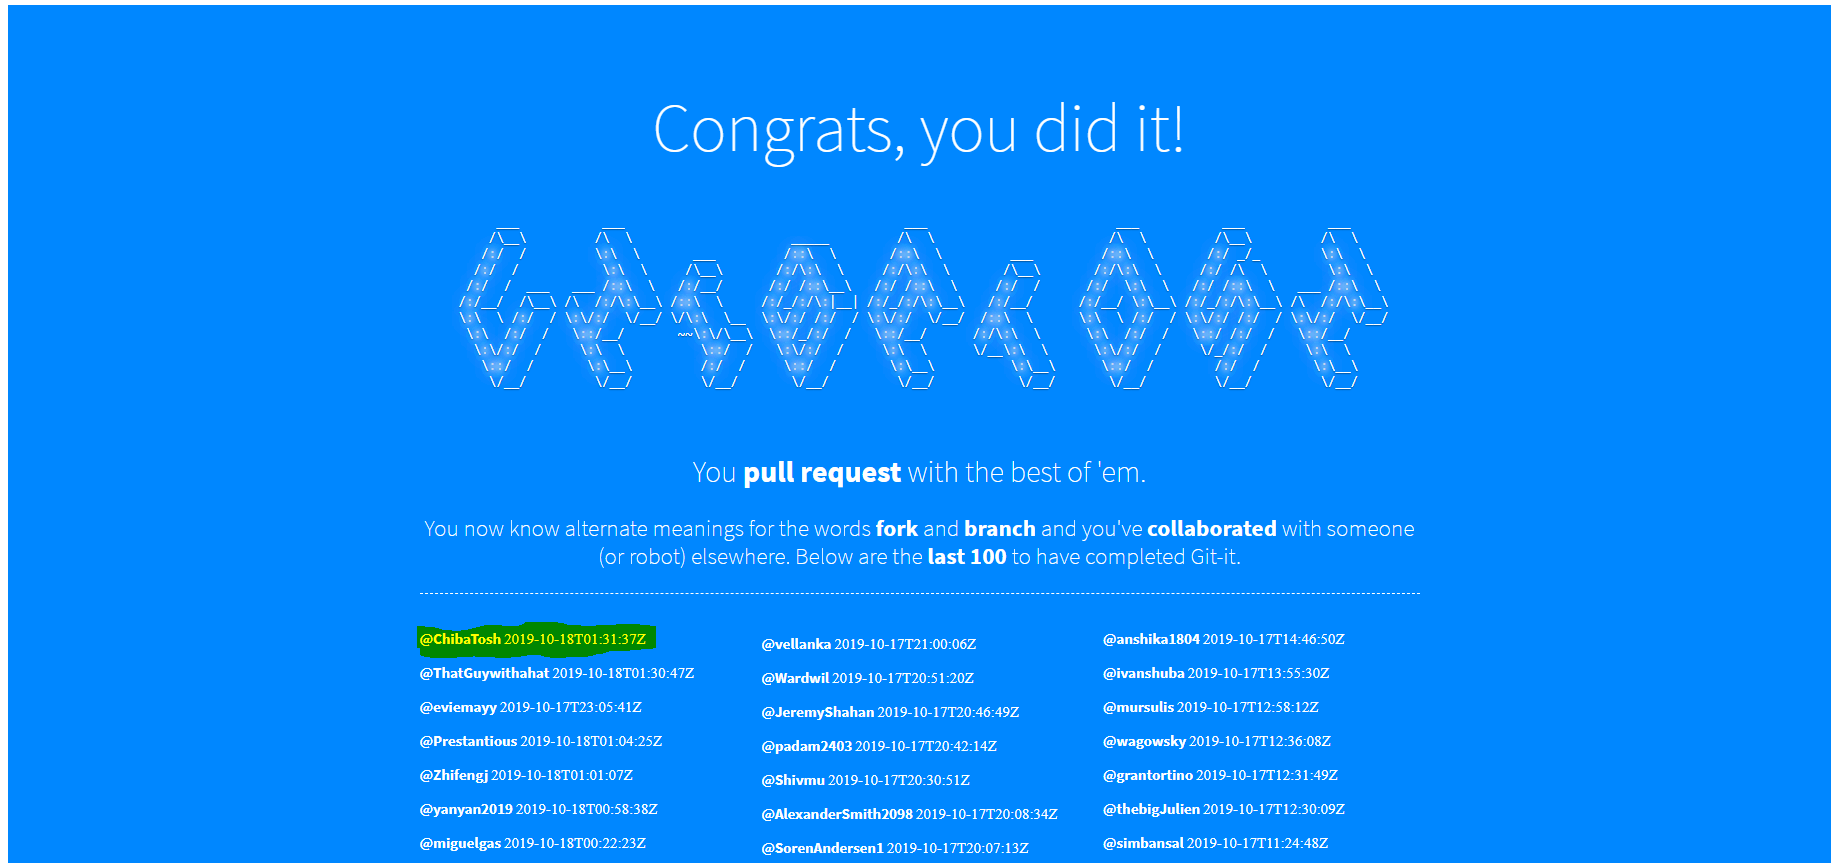 Congrats, you did it!
You pull request with the best of 'em.
You now know alternate meanings for the words fork and branch and you've collaborated with someone
(or robot) elsewhere. Below are the last 100 to have completed Git-it.
@ChibaTosh 2019-10-18T01:31:37Z
@ThatGuywithahat 2019-10-18T01:30:47Z
@eviemayy 2019-10-17T23:05:41Z
@Prestantious 2019-10-18T01:04:25Z
@Zhifengj 2019-10-18T01:01:07Z
@yanyan2019 2019-10-18T00:58:38Z
@miguelgas 2019-10-18T00:22:23Z
@vellanka 2019-10-17T21:00:06Z
@Wardwil 2019-10-17T20:51:20Z
@JeremyShahan 2019-10-17T20:46:49Z
@padam2403 2019-10-17T20:42:14Z
@Shivmu 2019-10-17T20:30:51Z
@AlexanderSmith2098 2019-10-17T20:08:34Z
@SorenAndersen1 2019-10-17T20:07:13Z
@anshika1804 2019-10-17T14:46:50Z
@ivanshuba 2019-10-17T13:55:30Z
@mursulis 2019-10-17T12:58:12Z
@wagowsky 2019-10-17T12:36:08Z
@grantortino 2019-10-17T12:31:49Z
@thebigJulien 2019-10-17T12:30:09Z
@simbansal 2019-10-17T11:24:48Z